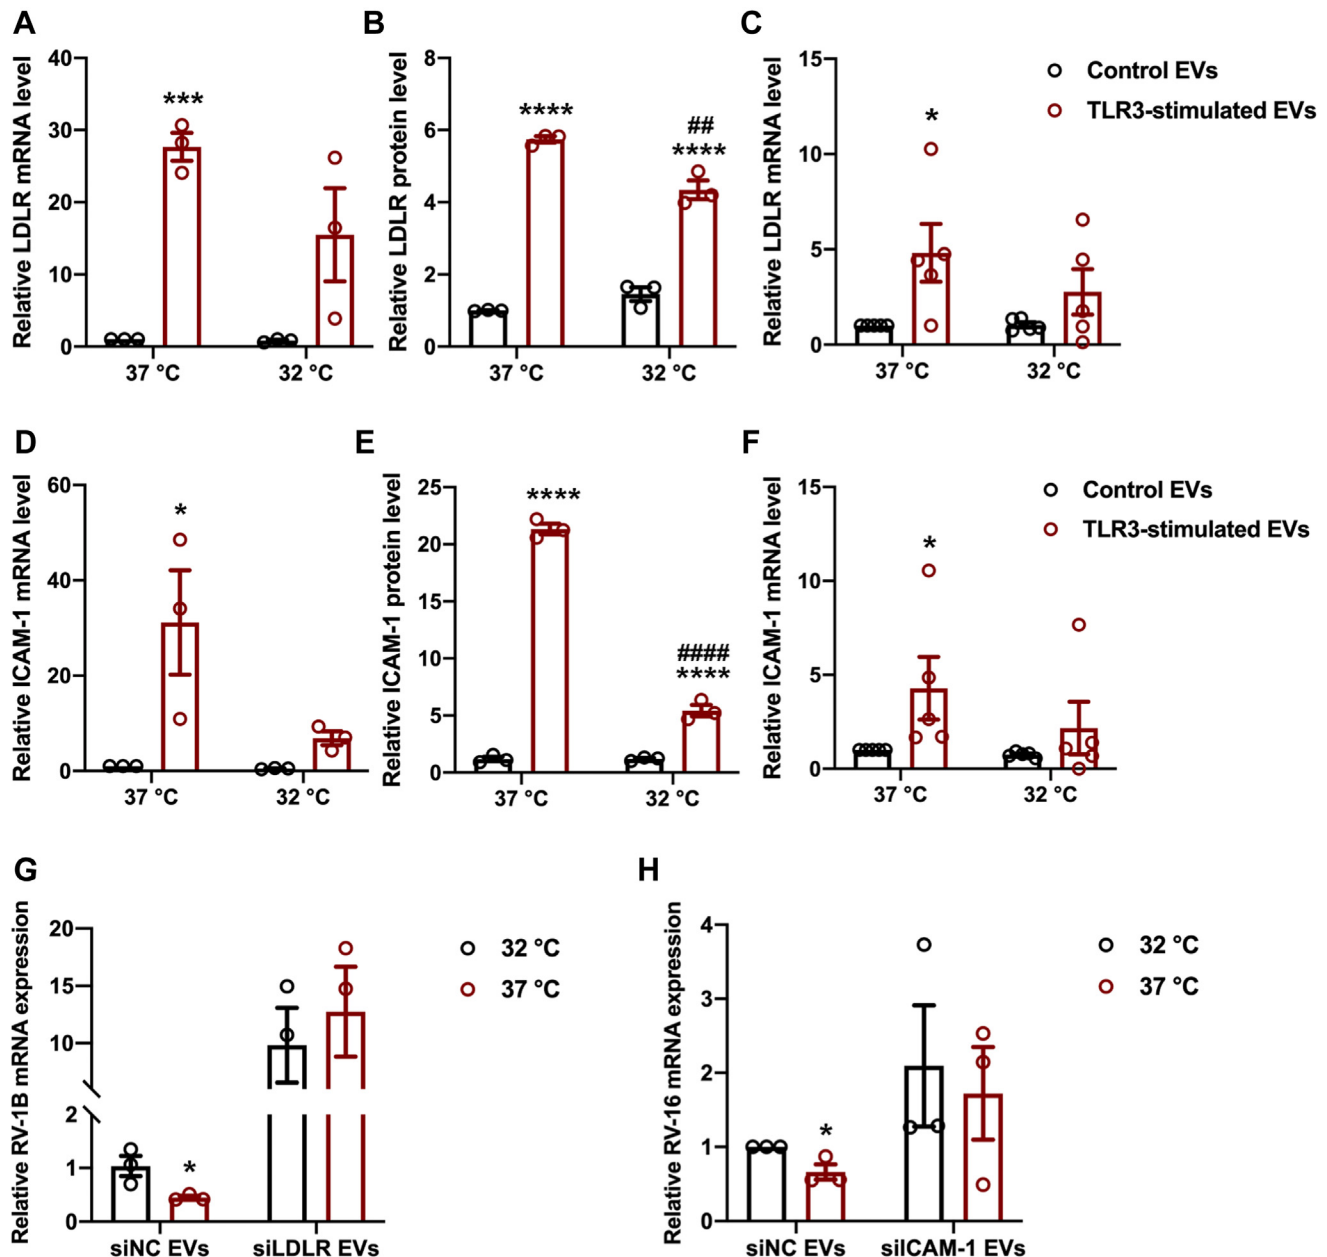 A
Relative LDLR mRNA level
40
30
20
10
0
***
37 °C
32 °C
B
Relative LDLR protein level
8
6
4
2
0
****
##
****
37 °C
32 °C
C
Relative LDLR mRNA level
15
10
5
0
*
37 °C
32 °C
Control EVs
TLR3-stimulated EVs
D
Relative ICAM-1 mRNA level
60
40
20
0
*
37 °C
32 °C
E
Relative ICAM-1 protein level
25
20
15
10
5
0
****
####
****
37 °C
32 °C
F
Relative ICAM-1 mRNA level
15
10
5
0
*
37 °C
32 °C
Control EVs
TLR3-stimulated EVs
G
Relative RV-1B mRNA expression
20
15
10
2
1
0
*
siNC EVs
siLDLR EVs
32 °C
37 °C
H
Relative RV-16 mRNA expression
4
3
2
1
0
*
siNC EVs
siICAM-1 EVs
32 °C
37 °C